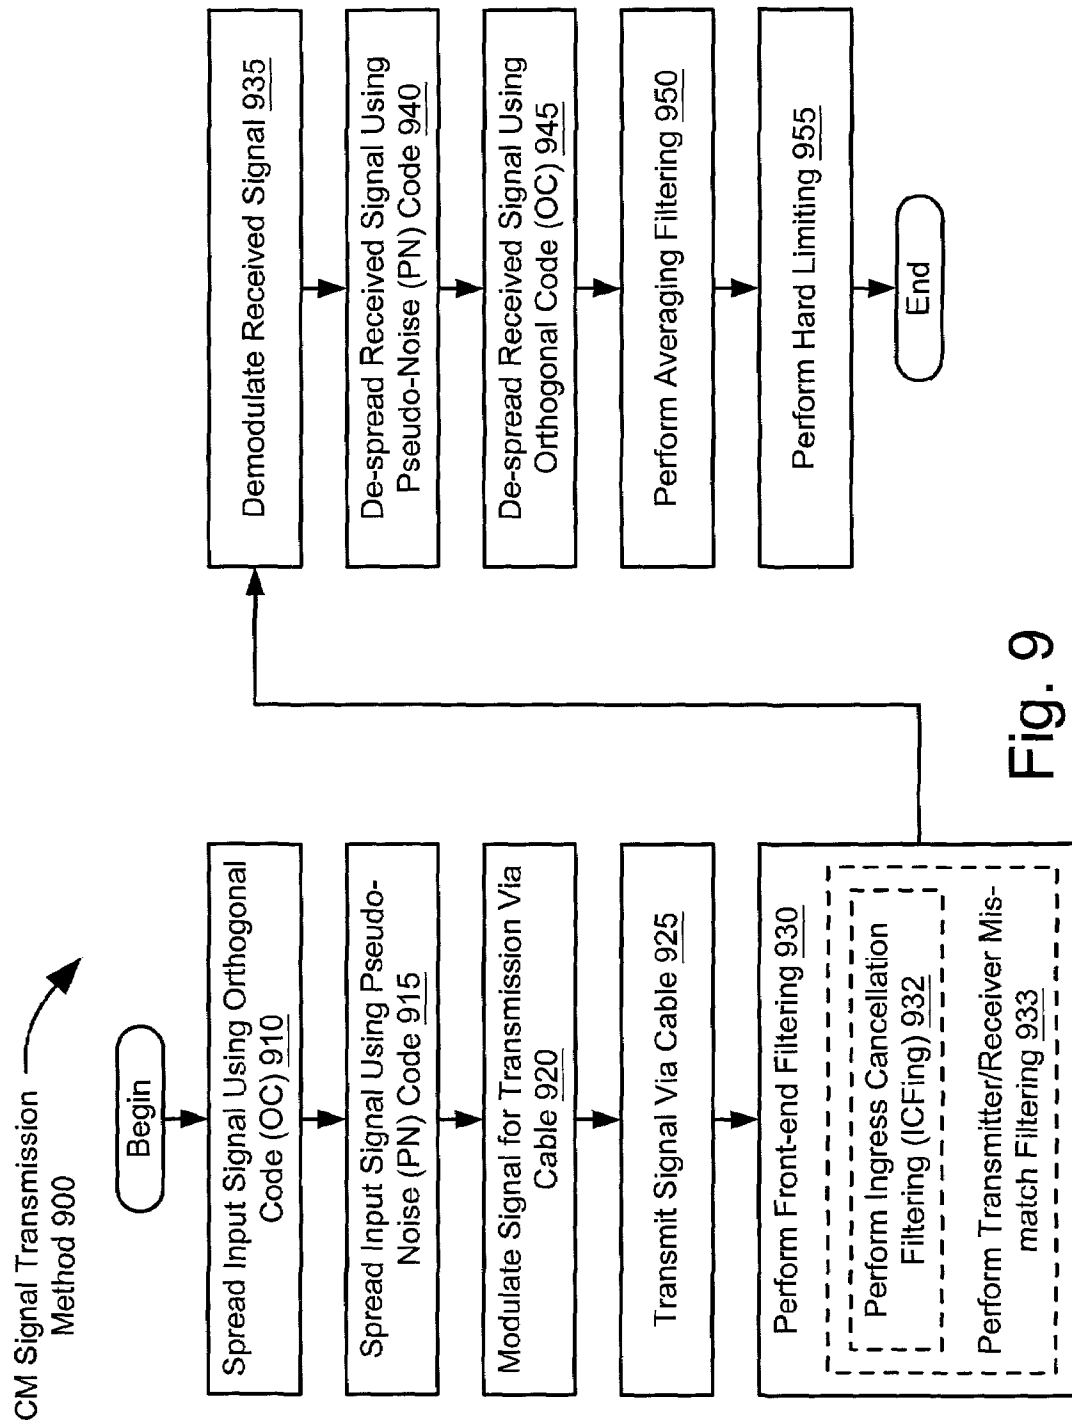 CM Signal Transmission
Method 900
Begin
Spread Input Signal Using Orthogonal
Code (OC) 910
Spread Input Signal Using Pseudo-
Noise (PN) Code 915
Modulate Signal for Transmission Via
Cable 920
Transmit Signal Via Cable 925
Perform Front-end Filtering 930
Perform Ingress Cancellation
Filtering (ICFing) 932
Perform Transmitter/Receiver Mis-
match Filtering 933
Demodulate Received Signal 935
De-spread Received Signal Using
Pseudo-Noise (PN) Code 940
De-spread Received Signal Using
Orthogonal Code (OC) 945
Perform Averaging Filtering 950
Perform Hard Limiting 955
End
Fig. 9